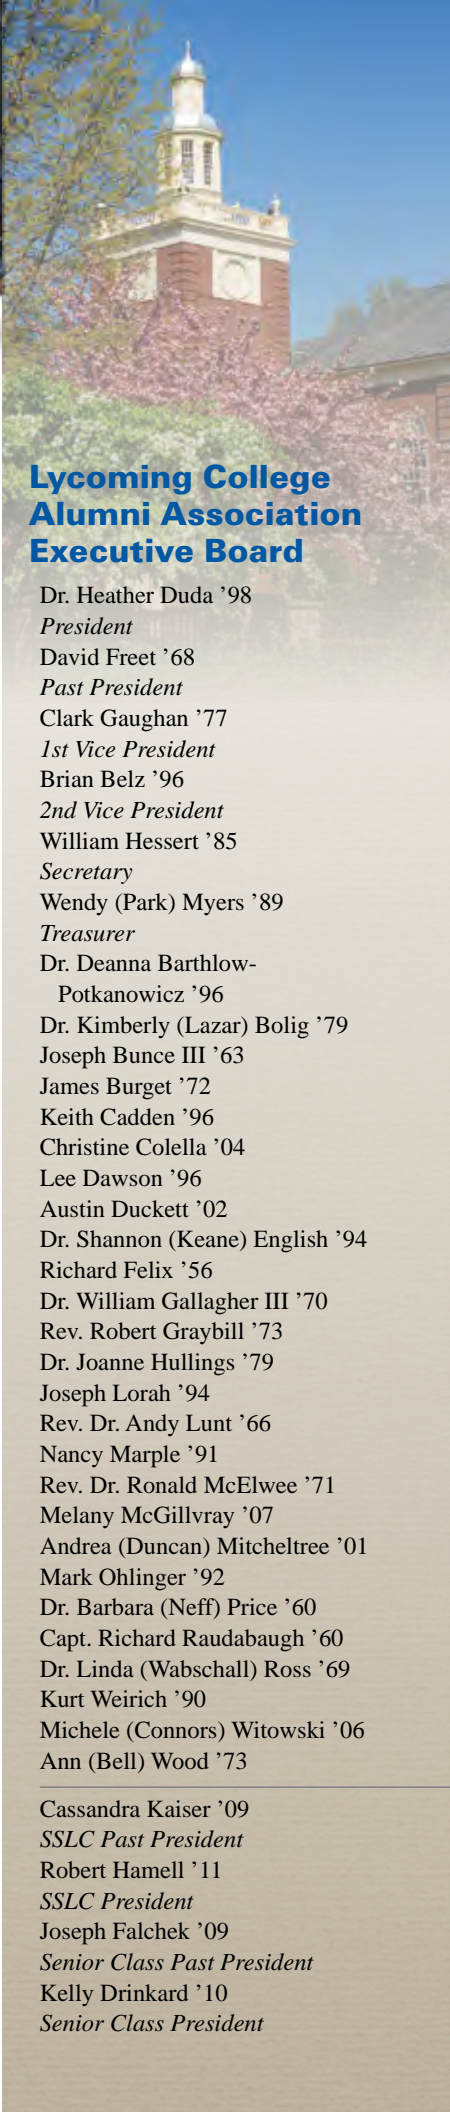 Lycoming College
Alumni Association
Executive Board
Dr. Heather Duda ’98
President
David Freet ’68
Past President
Clark Gaughan ’77
1st Vice President
Brian Belz ’96
2nd Vice President
William Hessert ’85
Secretary
Wendy (Park) Myers ’89
Treasurer
Dr. Deanna Barthlow-
Potkanowicz ’96
Dr. Kimberly (Lazar) Bolig ’79
Joseph Bunce III ’63
James Burget ’72
Keith Cadden ’96
Christine Colella ’04
Lee Dawson ’96
Austin Duckett ’02
Dr. Shannon (Keane) English ’94
Richard Felix ’56
Dr. William Gallagher III ’70
Rev. Robert Graybill ’73
Dr. Joanne Hullings ’79
Joseph Lorah ’94
Rev. Dr. Andy Lunt ’66
Nancy Marple ’91
Rev. Dr. Ronald McElwee ’71
Melany McGillvray ’07
Andrea (Duncan) Mitcheltree ’01
Mark Ohlinger ’92
Dr. Barbara (Neff) Price ’60
Capt. Richard Raudabaugh ’60
Dr. Linda (Wabschall) Ross ’69
Kurt Weirich ’90
Michele (Connors) Witowski ’06
Ann (Bell) Wood ’73
Cassandra Kaiser ’09
SSLC Past President
Robert Hamell ’11
SSLC President
Joseph Falchek ’09
Senior Class Past President
Kelly Drinkard ’10
Senior Class President